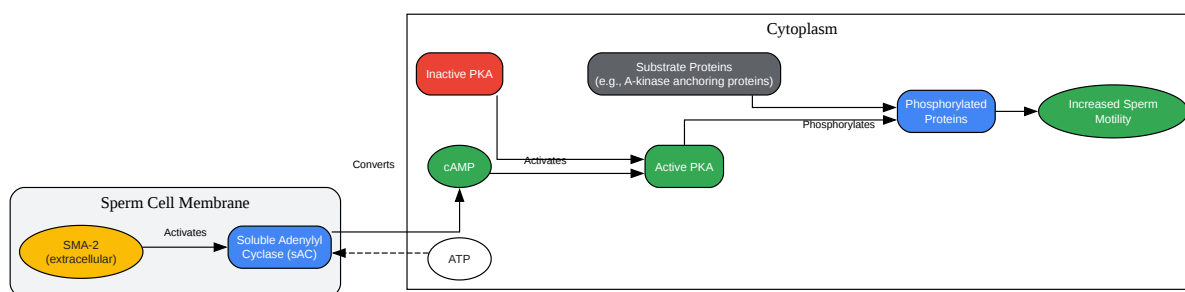 Cytoplasm
Inactive PKA
Substrate Proteins
(e.g., A-kinase anchoring proteins)
Phosphorylated
Proteins
Increased Sperm
Motility
Phosphorylates
Converts
cAMP
Activates
Active PKA
Sperm Cell Membrane
SMA-2
(extracellular)
Activates
Soluble Adenylyl
Cyclase (sAC)
ATP